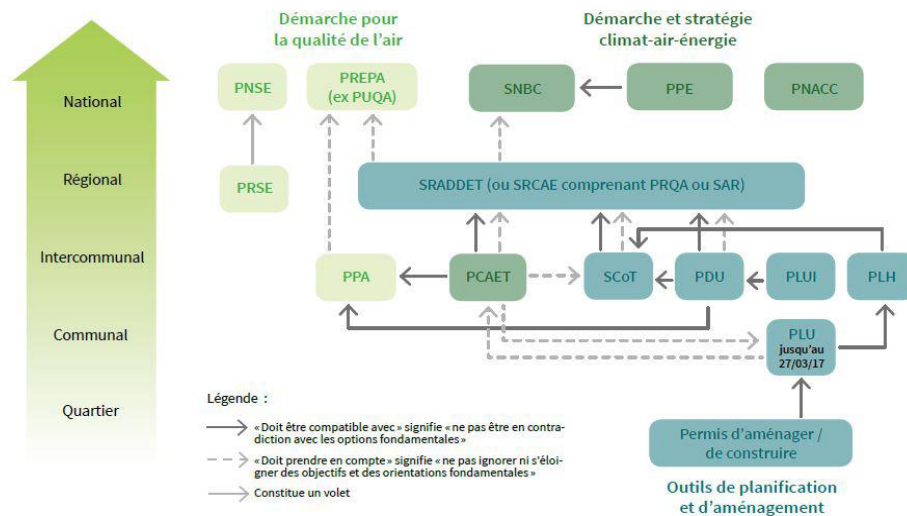 Démarche pour
la qualité de l'air
Démarche et stratégie
climat-air-énergie
National
PNSE
PREPA
(ex PUQA)
SNBC
PPE
PNACC
Régional
PRSE
SRADDET (ou SRCAE comprenant PRQA ou SAR)
Intercommunal
PPA
PCAET
SCoT
PDU
PLUI
PLH
Communal
PLU
jusqu'au
27/03/17
Quartier
Permis d'aménager /
de construire
Outils de planification
et d'aménagement
Légende :
« Doit être compatible avec » signifie « ne pas être en contra-
diction avec les options fondamentales »
« Doit prendre en compte » signifie « ne pas ignorer ni s'éloi-
gner des objectifs et des orientations fondamentales »
Constitue un volet